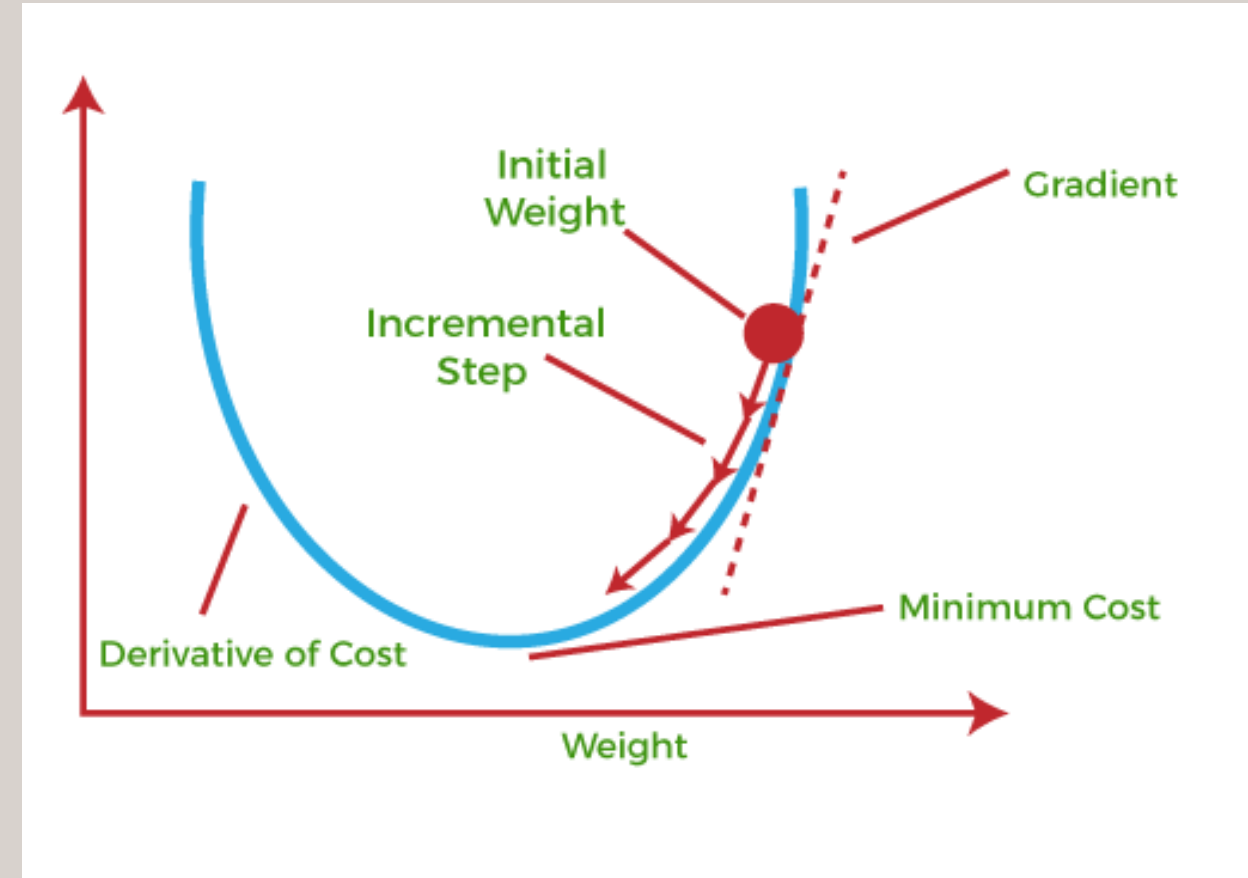 Initial
Weight
Gradient
Incremental
Step
Minimum Cost
Derivative of Cost
Weight